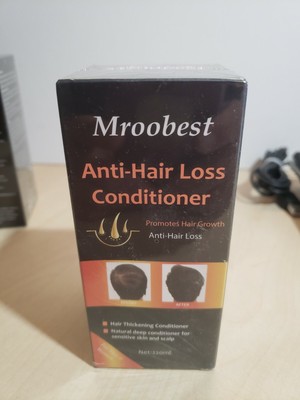 Mroobest
Anti-Hair Loss
Conditioner
Promotes Hair Growth
Anti-Hair Loss
AFTER
Hair Thickening Conditioner
Natural deep conditioner for
sensitive skin and scalp